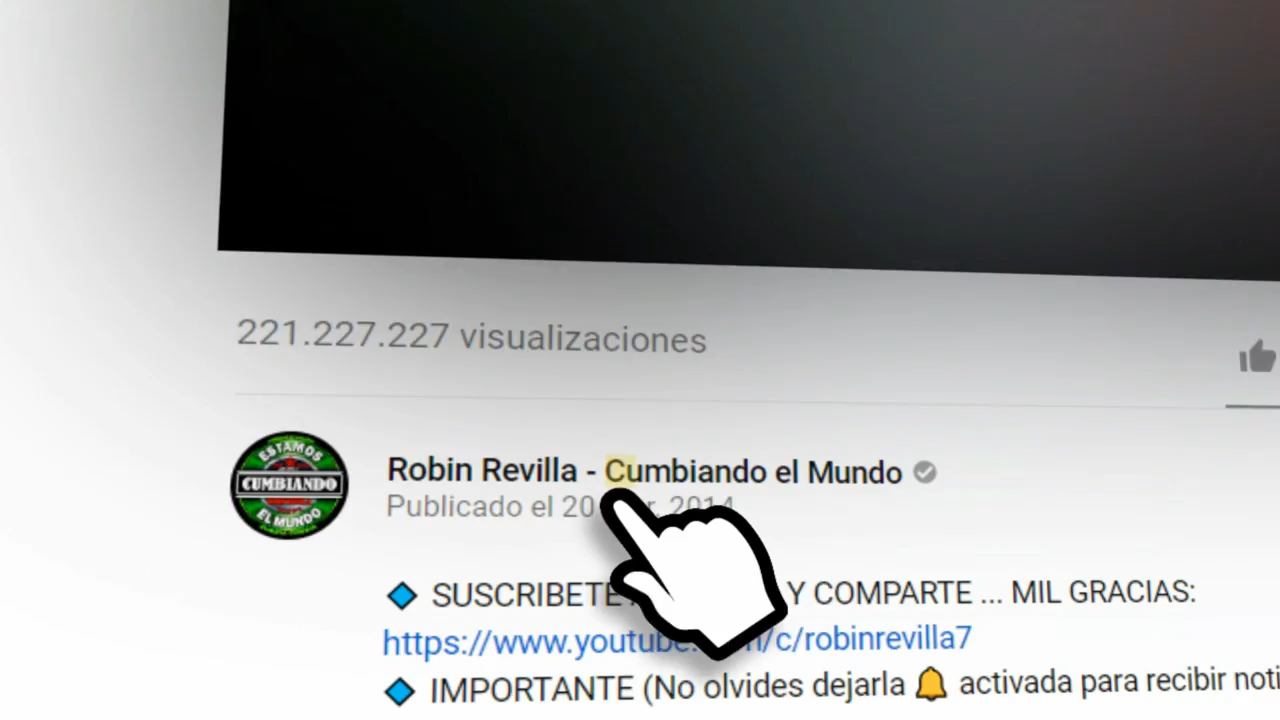 221.227.227 visualizaciones
ESTAMOS
CUMBIANDO
EL MUNDO
Robin Revilla - Cumbiando el Mundo
Publicado el 20 2014
SUSCRIBETE Y COMPARTE ... MIL GRACIAS:
https://www.youtube. /c/robinrevilla7
IMPORTANTE (No olvides dejarla 🔔 activada para recibir noti